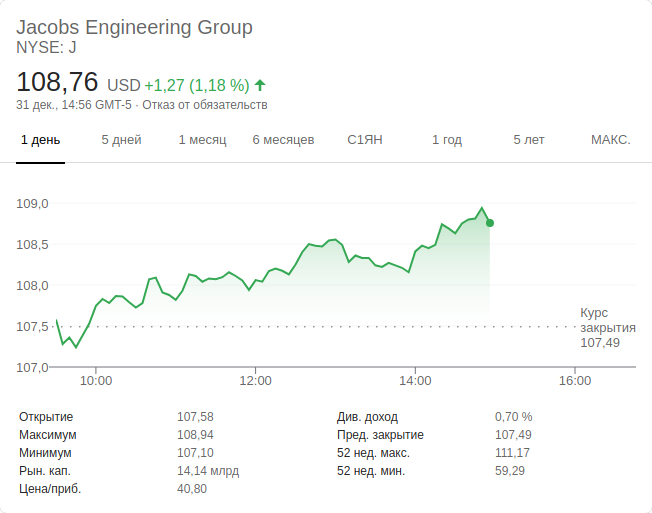 Jacobs Engineering Group
NYSE: J
108,76 USD +1,27 (1,18 %)
31 дек., 14:56 GMT-5 · Отказ от обязательств
1 день 5 дней 1 месяц 6 месяцев С1ЯН 1 год 5 лет МАКС.
109,0
108,5
108,0
107,5
107,0
Курс
закрытия
107,49
10:00 12:00 14:00 16:00
Открытие 107,58 Див. доход 0,70 %
Максимум 108,94 Пред. закрытие 107,49
Минимум 107,10 52 нед. макс. 111,17
Рын. кап. 14,14 млрд 52 нед. мин. 59,29
Цена/приб. 40,80